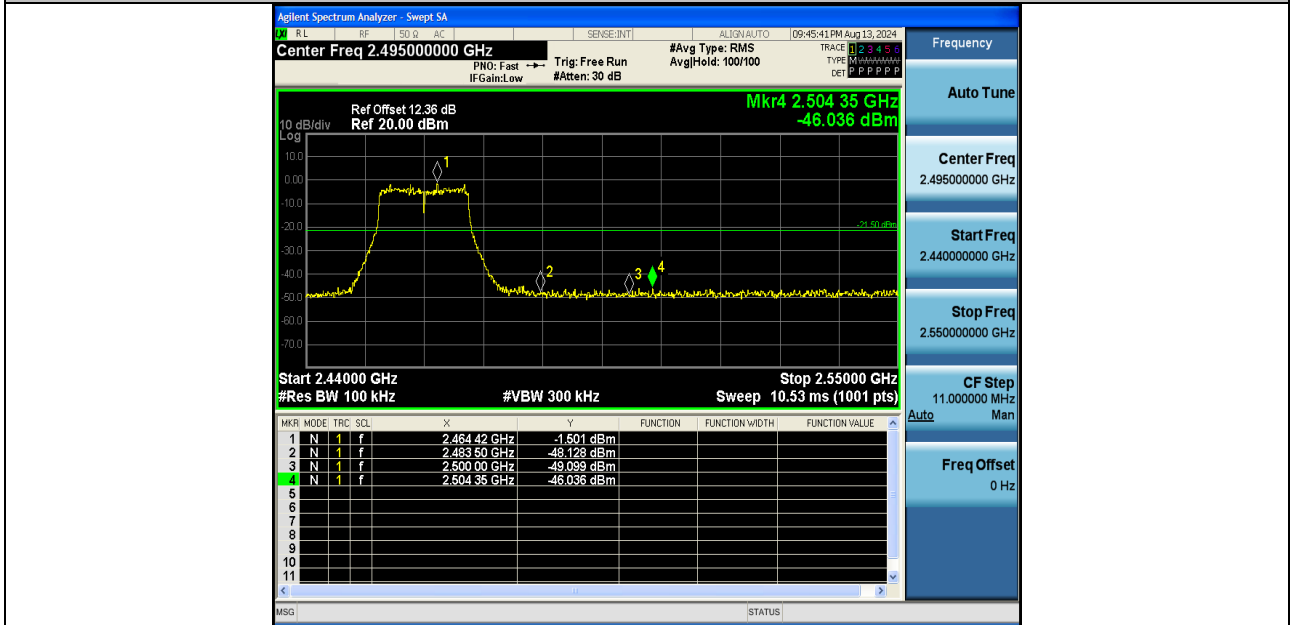 Agilent Spectrum Analyzer - Swept SA
LXI RL RF 50 Ω AC SENSE:INT ALIGN AUTO 09:45:41 PM Aug 13, 2024
Center Freq 2.495000000 GHz
PNO: Fast
IFGain:Low
Trig: Free Run
#Atten: 30 dB
#Avg Type: RMS
Avg|Hold: 100/100
TRACE 1 2 3 4 5 6
TYPE M
DET P P P P P P
Mkr4 2.504 35 GHz
-46.036 dBm
Ref Offset 12.36 dB
10 dB/div Ref 20.00 dBm
Log
10.0
0.00
-10.0
-20.0
-30.0
-40.0
-50.0
-60.0
-70.0
1
2
3
4
-21.50 dBm
Start 2.44000 GHz Stop 2.55000 GHz
#Res BW 100 kHz #VBW 300 kHz Sweep 10.53 ms (1001 pts)
MKR MODE TRC SCL X Y FUNCTION FUNCTION WIDTH FUNCTION VALUE
1 N 1 f 2.464 42 GHz -1.501 dBm
2 N 1 f 2.483 50 GHz -48.128 dBm
3 N 1 f 2.500 00 GHz -49.099 dBm
4 N 1 f 2.504 35 GHz -46.036 dBm
5
6
7
8
9
10
11
MSG STATUS
Frequency
Auto Tune
Center Freq
2.495000000 GHz
Start Freq
2.440000000 GHz
Stop Freq
2.550000000 GHz
CF Step
11.000000 MHz
Auto Man
Freq Offset
0 Hz